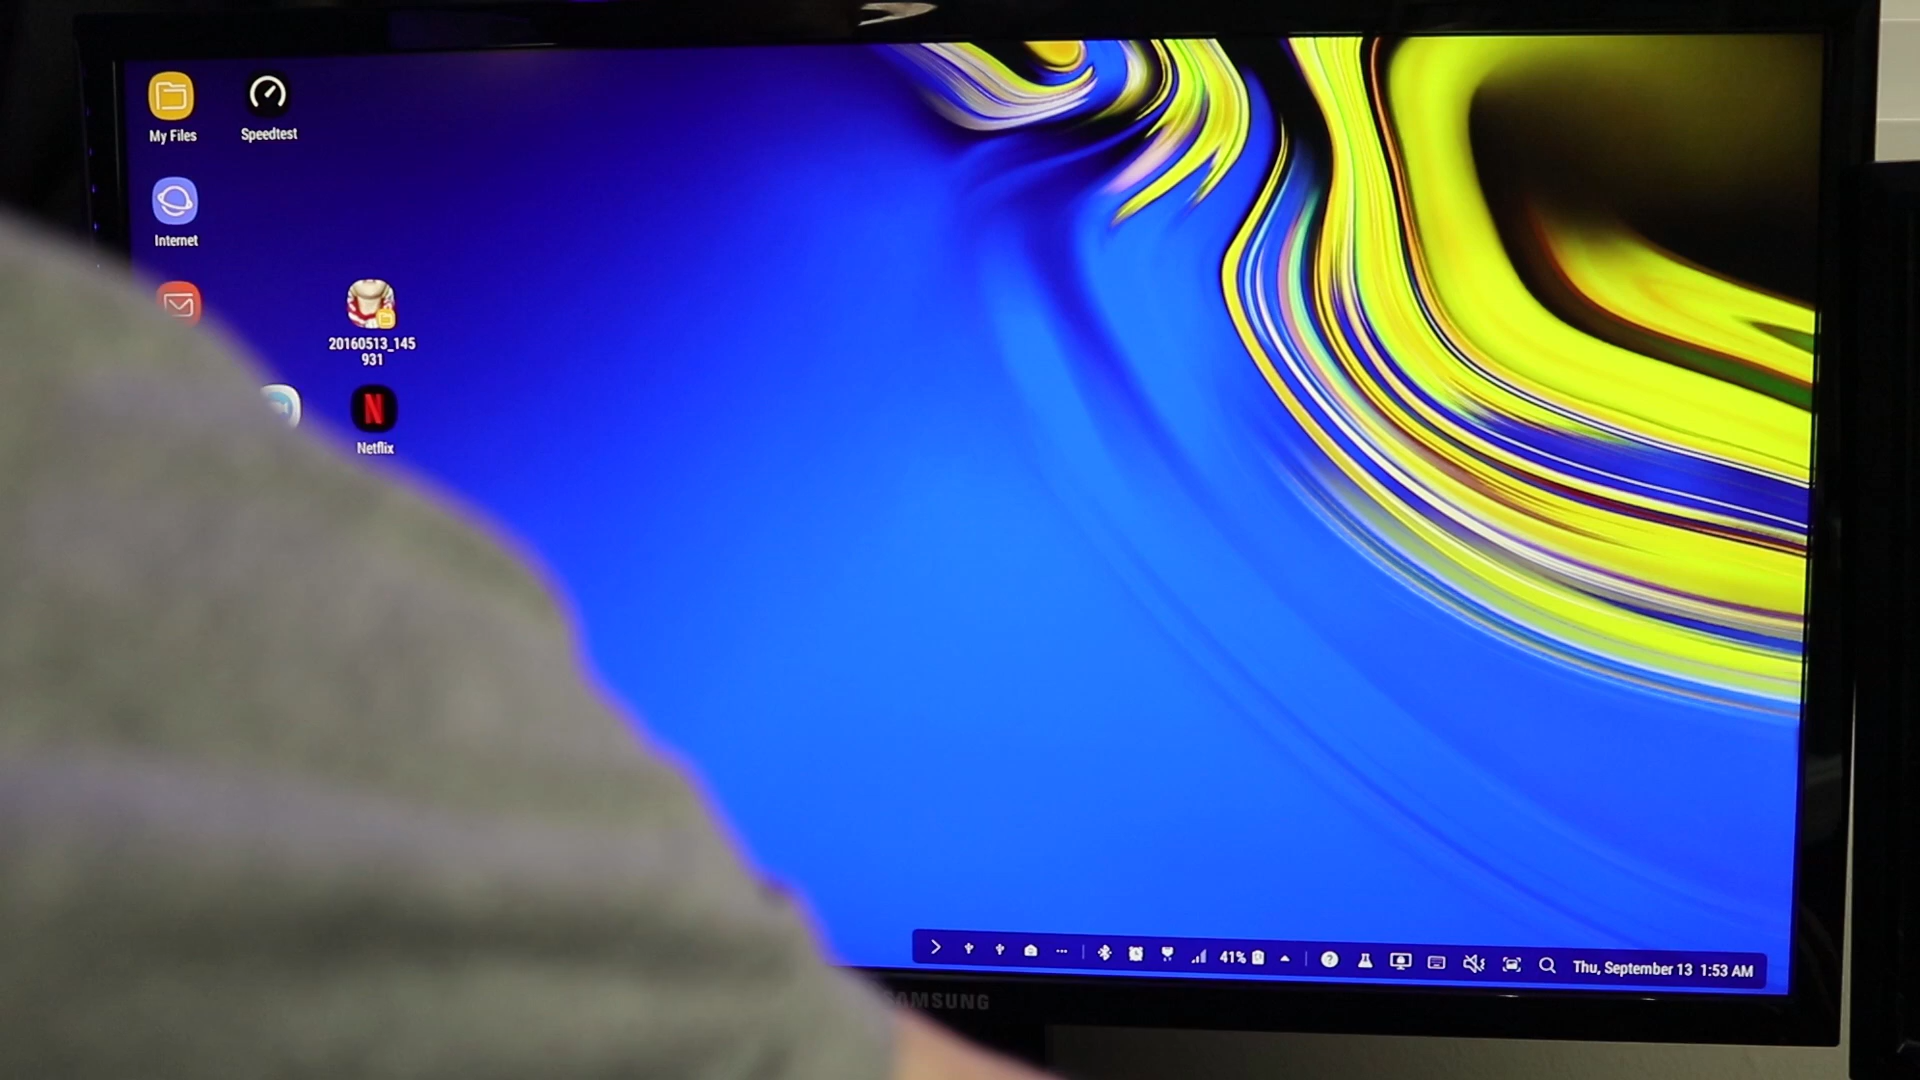 My Files
Speedtest
Internet
20160513_145
931
Netflix
41%
Thu, September 13 1:53 AM
SAMSUNG